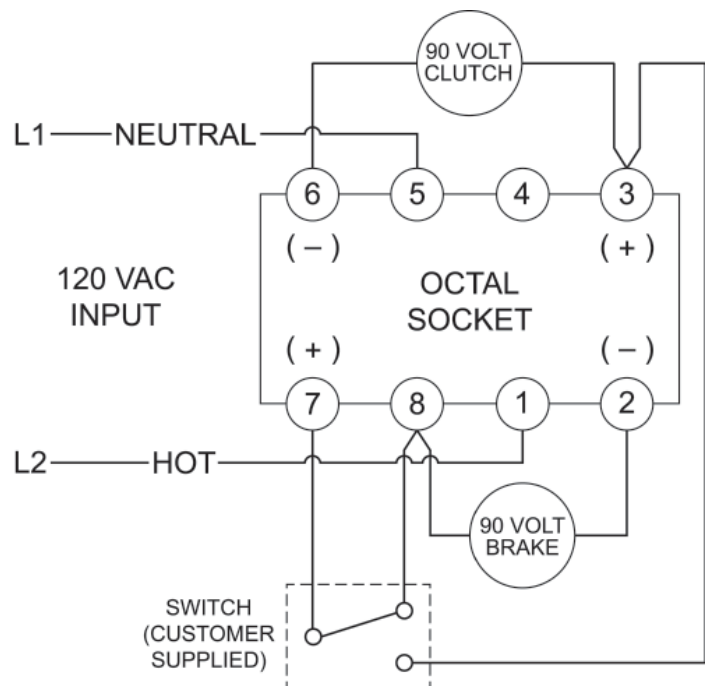 90 VOLT
CLUTCH
L1 NEUTRAL
6 5 4 3
(–) (+)
120 VAC
INPUT
OCTAL
SOCKET
(+) (–)
7 8 1 2
L2 HOT
90 VOLT
BRAKE
SWITCH
(CUSTOMER
SUPPLIED)